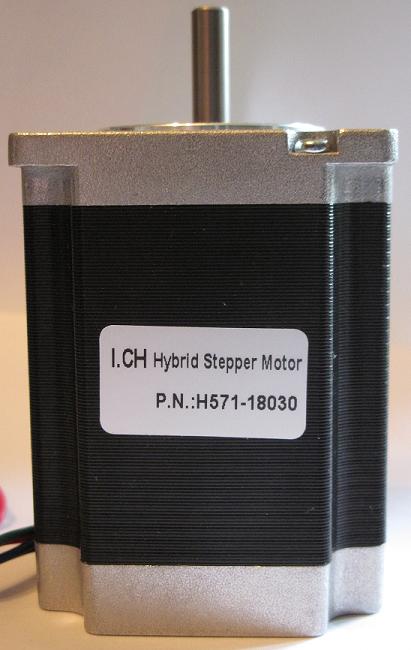 I.CH Hybrid Stepper Motor
P.N.:H571-18030